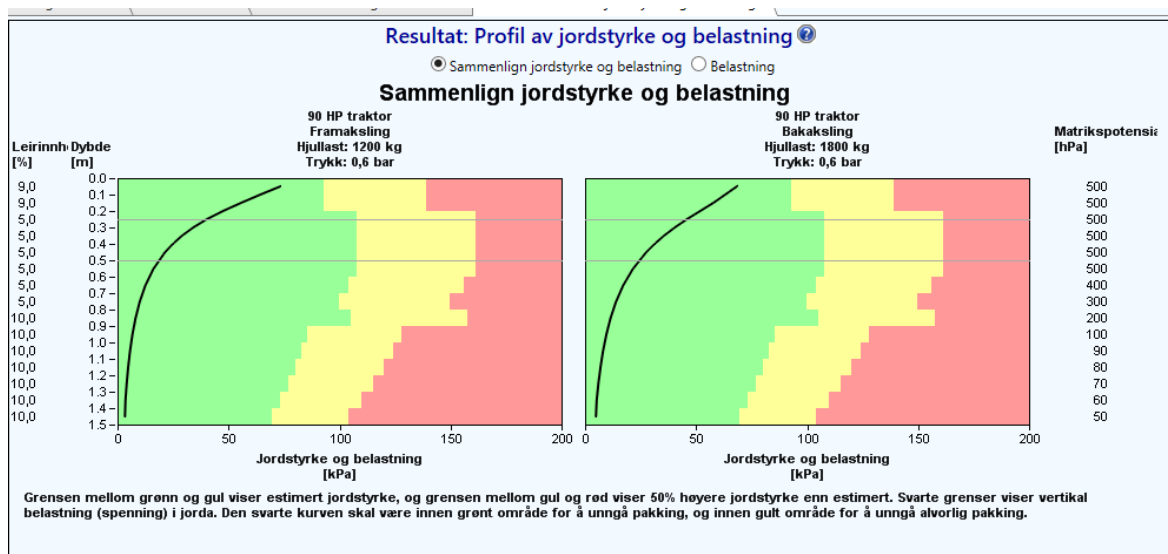 Resultat: Profil av jordstyrke og belastning
Sammenlign jordstyrke og belastning Belastning
Sammenlign jordstyrke og belastning
90 HP traktor
Framaksling
Hjullast: 1200 kg
Trykk: 0,6 bar
90 HP traktor
Bakaksling
Hjullast: 1800 kg
Trykk: 0,6 bar
Leirinnh Dybde
[%] [m]
Matrikspotensia
[hPa]
0.0
9,0 0.1 500
9,0 0.2 500
5,0 0.3 500
5,0 0.4 500
5,0 0.5 500
5,0 0.6 500
5,0 0.7 400
5,0 0.8 300
10,0 0.9 200
10,0 1.0 100
10,0 1.1 90
10,0 1.2 80
10,0 1.3 70
10,0 1.4 60
10,0 1.5 50
0 50 100 150 200
0 50 100 150 200
Jordstyrke og belastning
[kPa]
Jordstyrke og belastning
[kPa]
Grensen mellom grønn og gul viser estimert jordstyrke, og grensen mellom gul og rød viser 50% høyere jordstyrke enn estimert. Svarte grenser viser vertikal
belastning (spenning) i jorda. Den svarte kurven skal være innen grønt område for å unngå pakking, og innen gult område for å unngå alvorlig pakking.